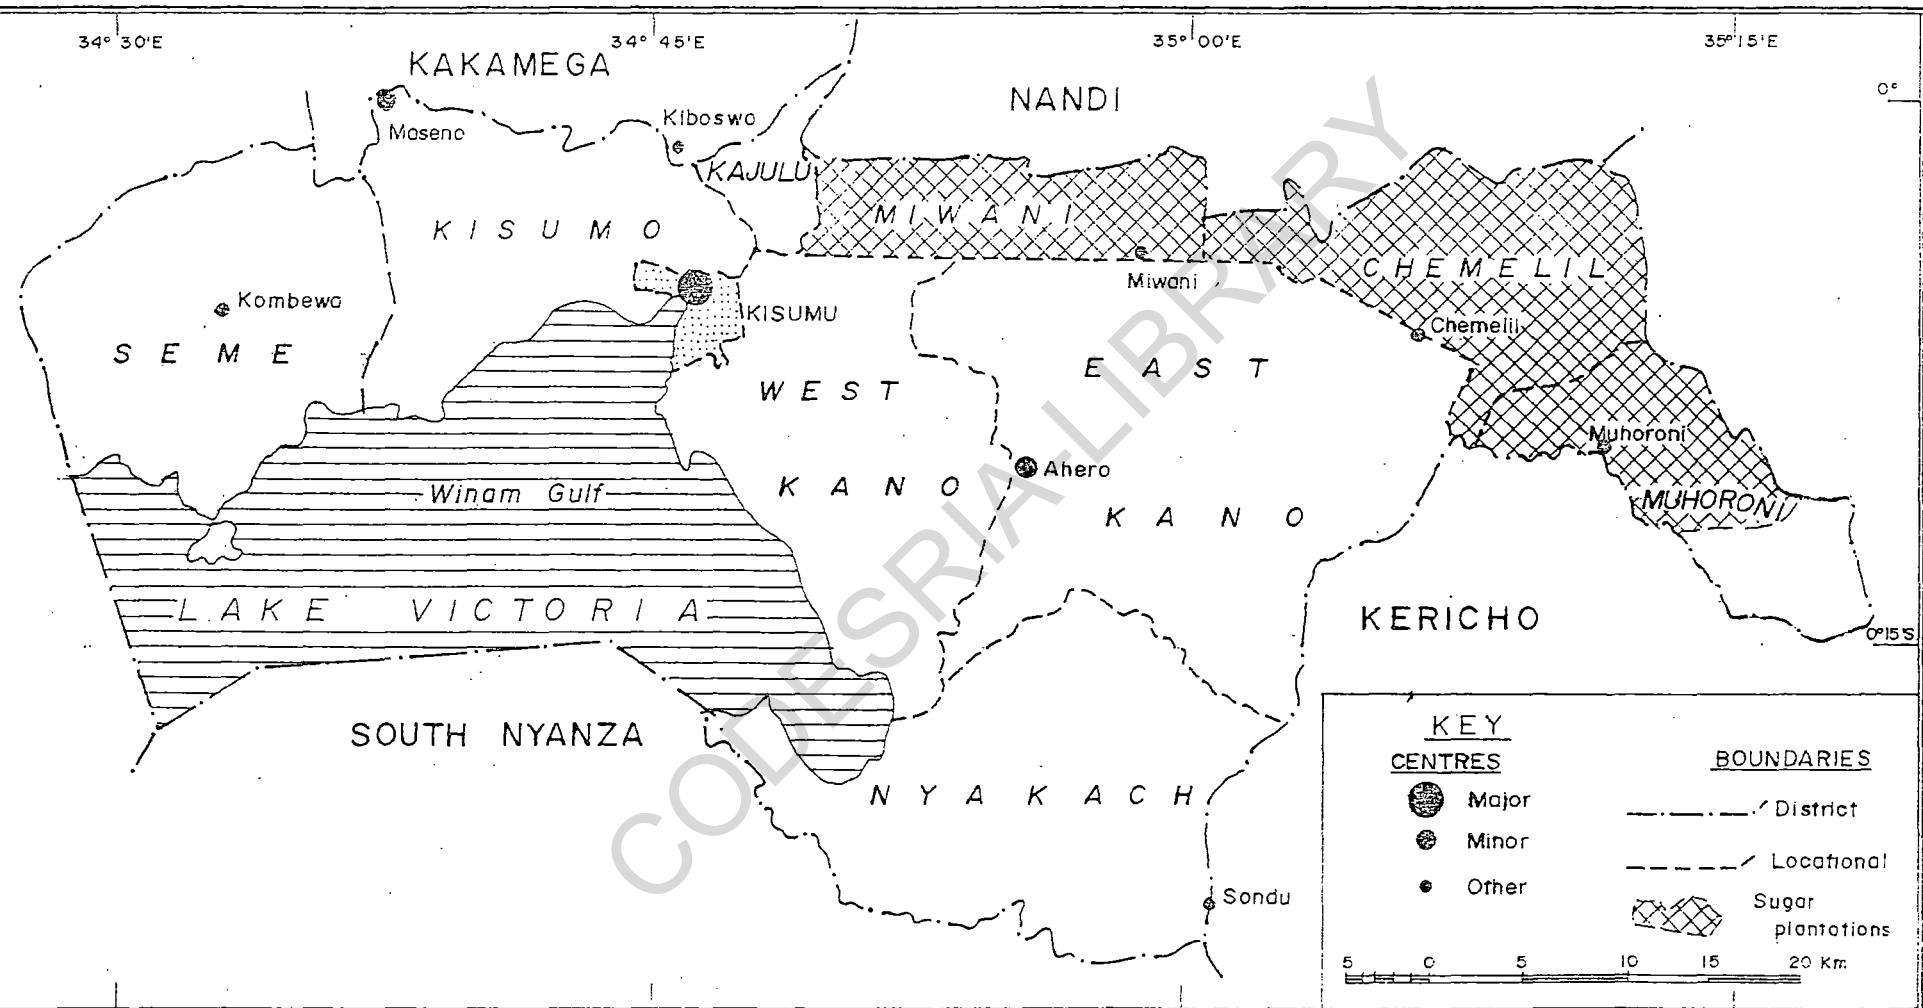 34°30'E
34°45'E
35°00'E
35°15'E
KAKAMEGA
NANDI
0°
Maseno
Kiboswa
KAJULU
MIWANI
KISUMO
CHEMELIL
Miwani
Kombewa
KISUMU
Chemelil
SEME
EAST
WEST
Muhoroni
Ahero
KANO
Winam Gulf
MUHORONI
KANO
LAKE VICTORIA
KERICHO
0°15'S
SOUTH NYANZA
NYAKACH
Sondu
KEY
CENTRES
BOUNDARIES
Major
District
Minor
Locational
Other
Sugar
plantations
5 0 5 10 15 20 Km
CODESRIA-LIBRARY